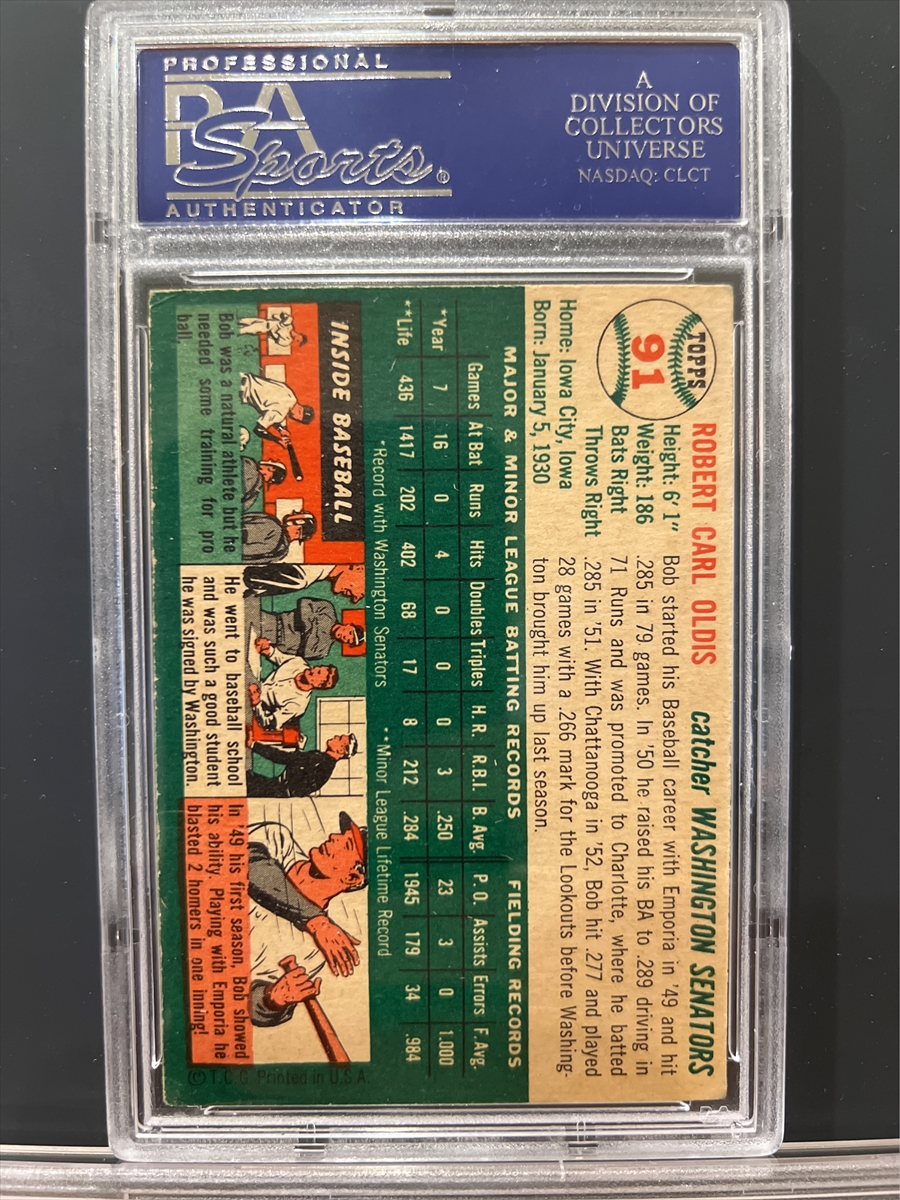 PROFESSIONAL
PSA
Sports®
AUTHENTICATOR
A
DIVISION OF
COLLECTORS
UNIVERSE
NASDAQ: CLCT
TOPPS
91
ROBERT CARL OLDIS catcher WASHINGTON SENATORS
Height: 6'1"
Weight: 186
Bats Right
Throws Right
Home: Iowa City, Iowa
Born: January 5, 1930
Bob started his Baseball career with Emporia in '49 and hit
.285 in 79 games. In '50 he raised his BA to .289 driving in
71 Runs and was promoted to Charlotte, where he batted
.285 in '51. With Chattanooga in '52, Bob hit .277 and played
28 games with a .266 mark for the Lookouts before Washing-
ton brought him up last season.
MAJOR & MINOR LEAGUE BATTING RECORDS FIELDING RECORDS
Games At Bat Runs Hits Doubles Triples H. R. R.B.I. B. Avg. P. O. Assists Errors F. Avg.
*Year 7 16 0 4 0 0 0 3 .250 23 3 0 1.000
**Life 436 1417 202 402 68 17 8 212 .284 1945 179 34 .984
*Record with Washington Senators **Minor League Lifetime Record
INSIDE BASEBALL
Bob was a natural athlete but he
needed some training for pro
ball.
He went to baseball school
and was such a good student
he was signed by Washington.
In '49 his first season, Bob showed
his ability. Playing with Emporia he
blasted 2 homers in one inning!
© T.C.G. Printed in U.S.A.